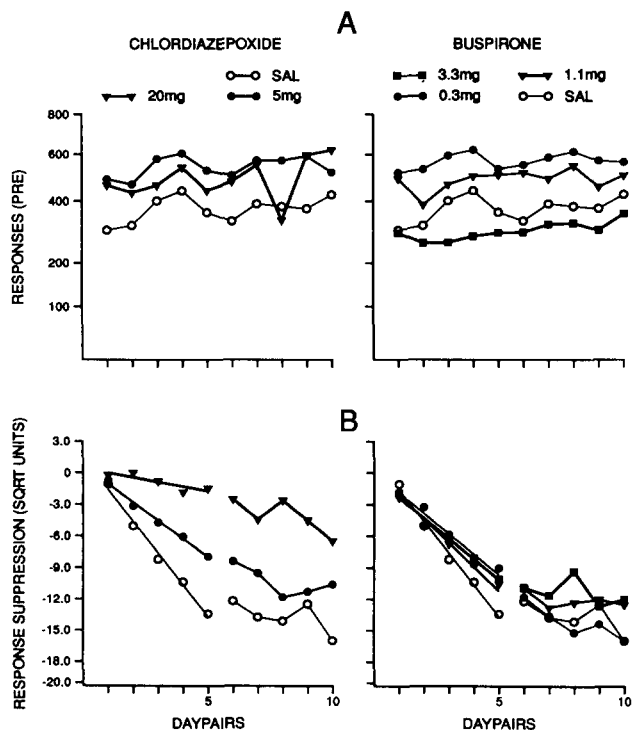 A
CHLORDIAZEPOXIDE BUSPIRONE
SAL 3.3mg 1.1mg
20mg 5mg 0.3mg SAL
RESPONSES (PRE)
800
600
400
200
100
B
RESPONSE SUPPRESSION (SQRT UNITS)
3.0
0
-3.0
-6.0
-9.0
-12.0
-15.0
-18.0
-20.0
5 10 5 10
DAYPAIRS DAYPAIRS